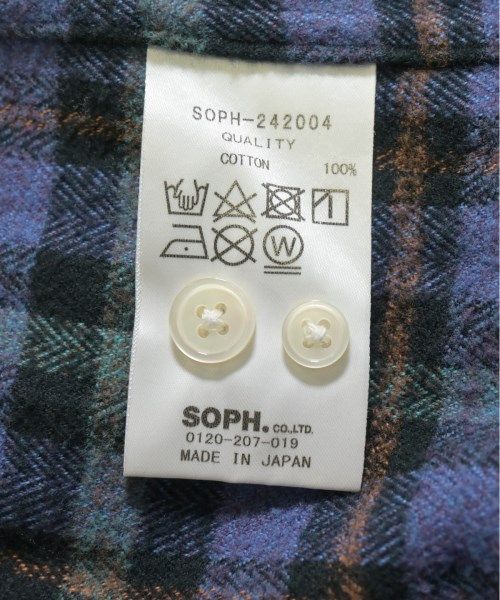 SOPH-242004
QUALITY
COTTON 100%
W
SOPH. CO.,LTD.
0120-207-019
MADE IN JAPAN